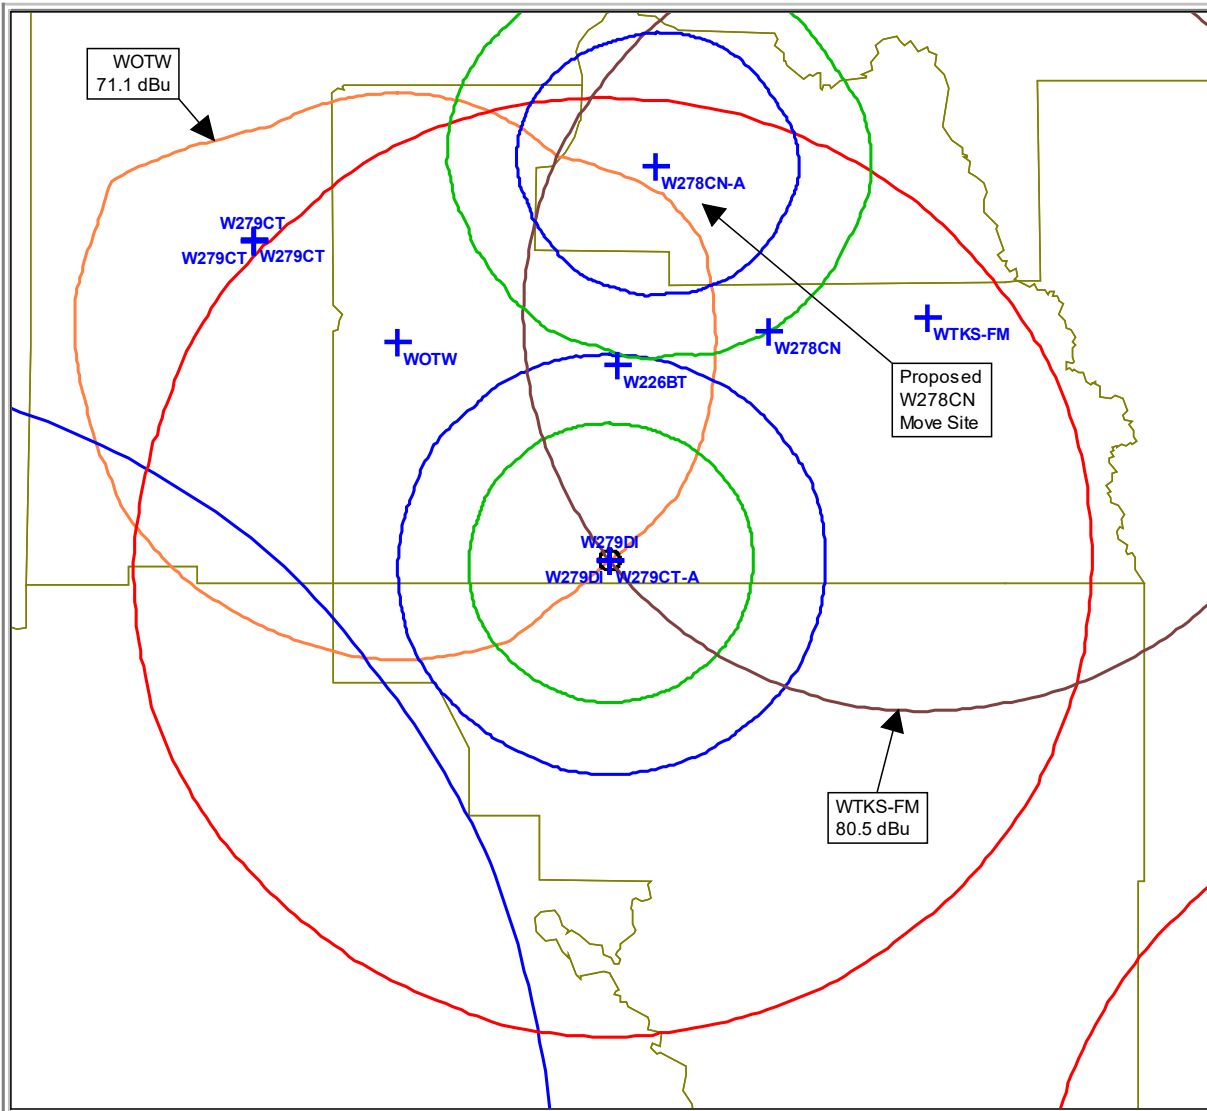 WOTW
71.1 dBu
W278CN-A
W279CT
W279CT
W279CT
WTKS-FM
W278CN
WOTW
W226BT
Proposed
W278CN
Move Site
W279DI
W279DI
W279CT-A
WTKS-FM
80.5 dBu